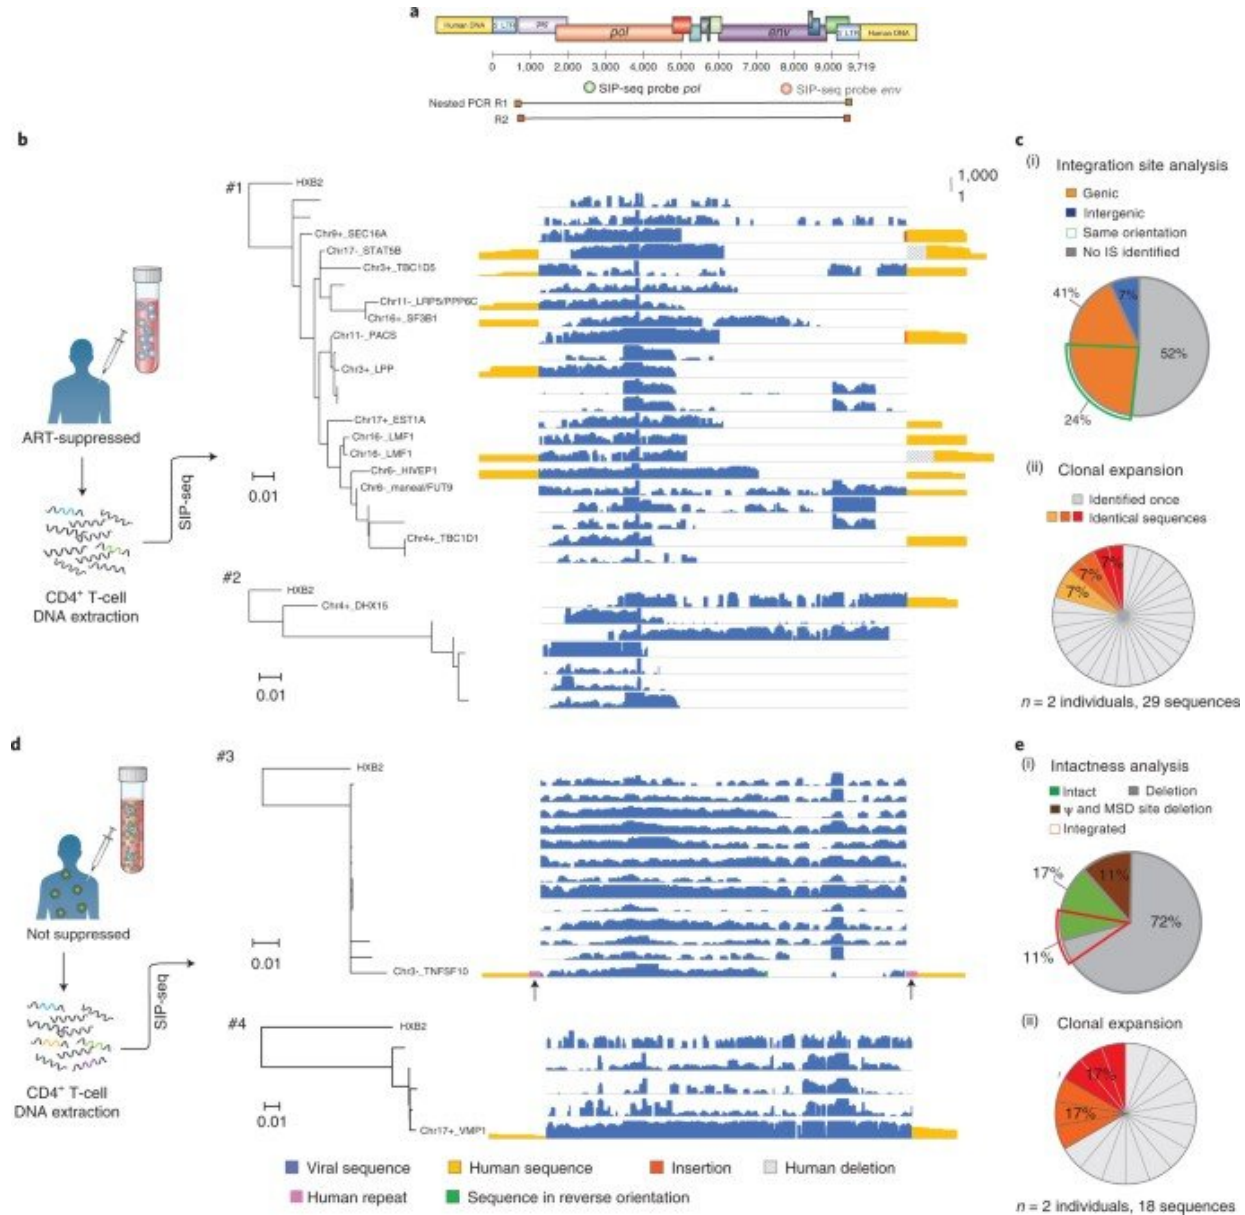 a
Human DNA
5′ LTR
pol
env
3′ LTR
Human DNA
0 1,000 2,000 3,000 4,000 5,000 6,000 7,000 8,000 9,000 9,719
SIP-seq probe pol
SIP-seq probe env
Nested PCR R1
R2
b
#1
HXB2
Chr9+_SEC16A
Chr17-_STAT5B
Chr3+_TBC1D5
Chr11-_LRP5/PPP6C
Chr16+_SF3B1
Chr11-_PACS
Chr3+_LPP
Chr17+_EST1A
Chr16-_LMF1
Chr16-_LMF1
Chr6-_HIVEP1
Chr6-_maneal/FUT9
Chr4+_TBC1D1
0.01
1,000
1
ART-suppressed
SIP-seq
CD4⁺ T-cell
DNA extraction
#2
HXB2
Chr4+_DHX15
0.01
c
(i) Integration site analysis
Genic
Intergenic
Same orientation
No IS identified
41%
7%
52%
24%
(ii) Clonal expansion
Identified once
Identical sequences
7%
7%
7%
n = 2 individuals, 29 sequences
d
#3
HXB2
Chr3-_TNFSF10
0.01
Not suppressed
SIP-seq
CD4⁺ T-cell
DNA extraction
#4
HXB2
Chr17+_VMP1
0.01
e
(i) Intactness analysis
Intact
Deletion
ψ and MSD site deletion
Integrated
17%
11%
72%
11%
(ii) Clonal expansion
17%
17%
n = 2 individuals, 18 sequences
Viral sequence
Human sequence
Insertion
Human deletion
Human repeat
Sequence in reverse orientation